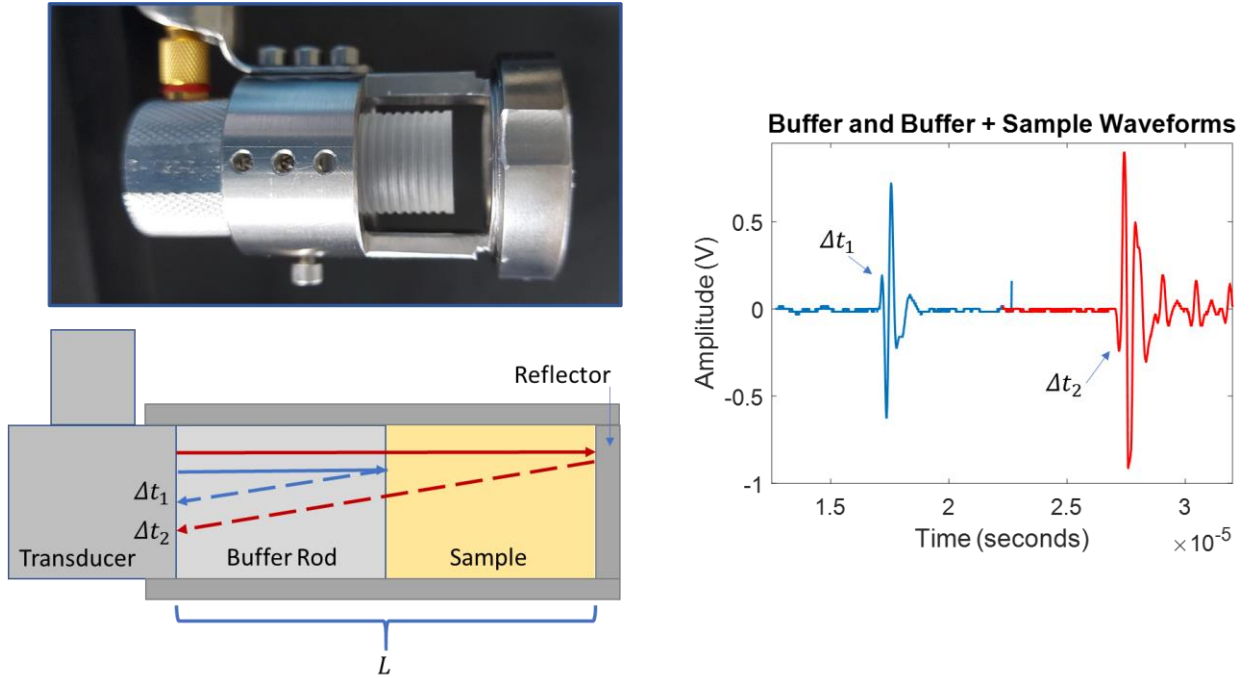 Buffer and Buffer + Sample Waveforms
Amplitude (V)
0.5
0
-0.5
-1
Δt₁
Δt₂
1.5
2
2.5
3
Time (seconds)
× 10⁻⁵
Reflector
Δt₁
Δt₂
Transducer
Buffer Rod
Sample
L